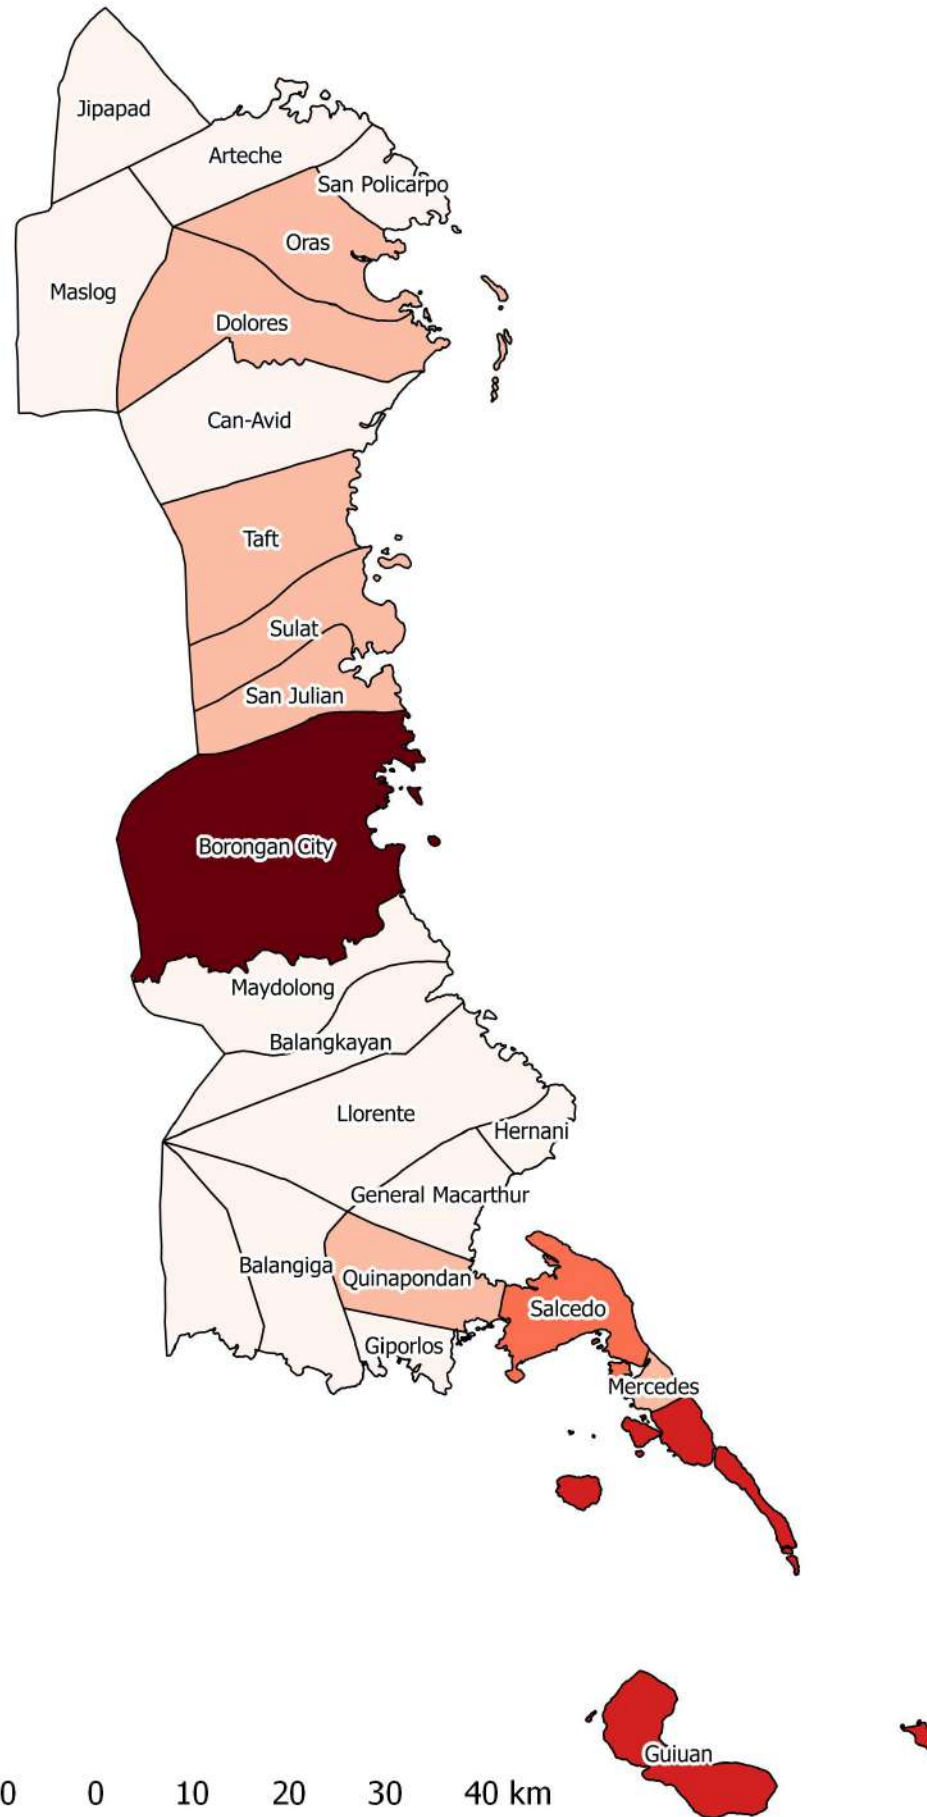 Jipapad
Arteche
San Policarpo
Oras
Maslog
Dolores
Can-Avid
Taft
Sulat
San Julian
Borongan City
Maydolong
Balangkayan
Llorente
Hernani
General Macarthur
Balangiga
Quinapondan
Salcedo
Giporlos
Mercedes
Guiuan
0 0 10 20 30 40 km